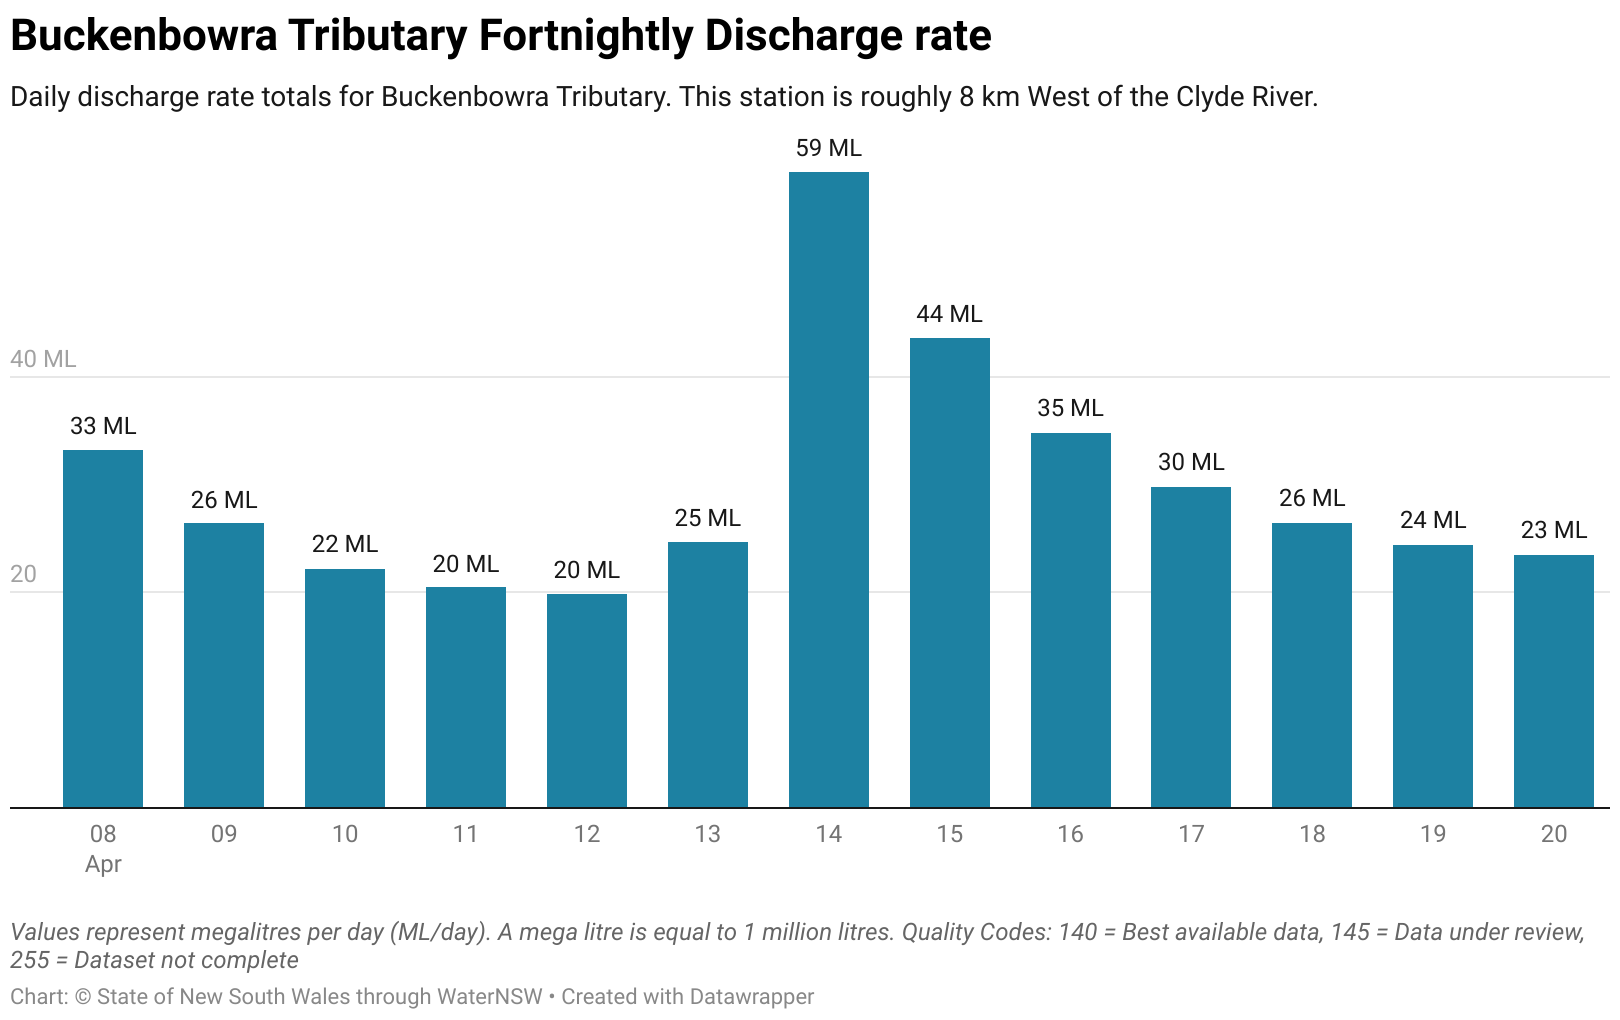 Buckenbowra Tributary Fortnightly Discharge rate
Daily discharge rate totals for Buckenbowra Tributary. This station is roughly 8 km West of the Clyde River.
59 ML
44 ML
40 ML
35 ML
33 ML
30 ML
26 ML
26 ML
24 ML
25 ML
23 ML
22 ML
20 ML
20 ML
20
08 09 10 11 12 13 14 15 16 17 18 19 20
Apr
Values represent megalitres per day (ML/day). A mega litre is equal to 1 million litres. Quality Codes: 140 = Best available data, 145 = Data under review,
255 = Dataset not complete
Chart: © State of New South Wales through WaterNSW • Created with Datawrapper